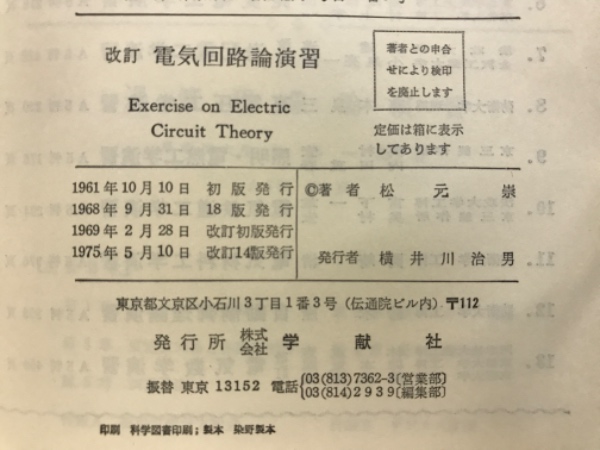 改訂 電気回路論演習
Exercise on Electric
Circuit Theory
著者との申合
せにより検印
を廃止します
定価は箱に表示
してあります
1961年10月10日 初版発行
1968年9月31日 18版発行
1969年2月28日 改訂初版発行
1975年5月10日 改訂14版発行
©著者 松元崇
発行者 横井川治男
東京都文京区小石川3丁目1番3号 (伝通院ビル内) 〒112
発行所 株式会社 学献社
振替 東京 13152 電話 03(813)7362-3〔営業部〕
03(814)2939〔編集部〕
印刷 科学図書印刷；製本 染野製本